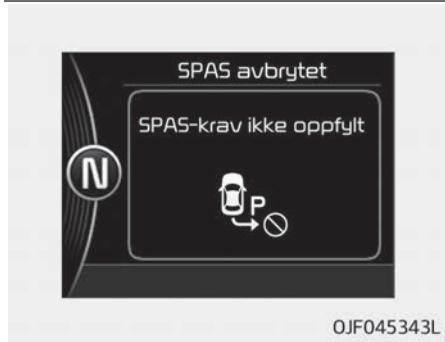 SPAS avbrytet
SPAS-krav ikke oppfylt
N
P
OJF045343L